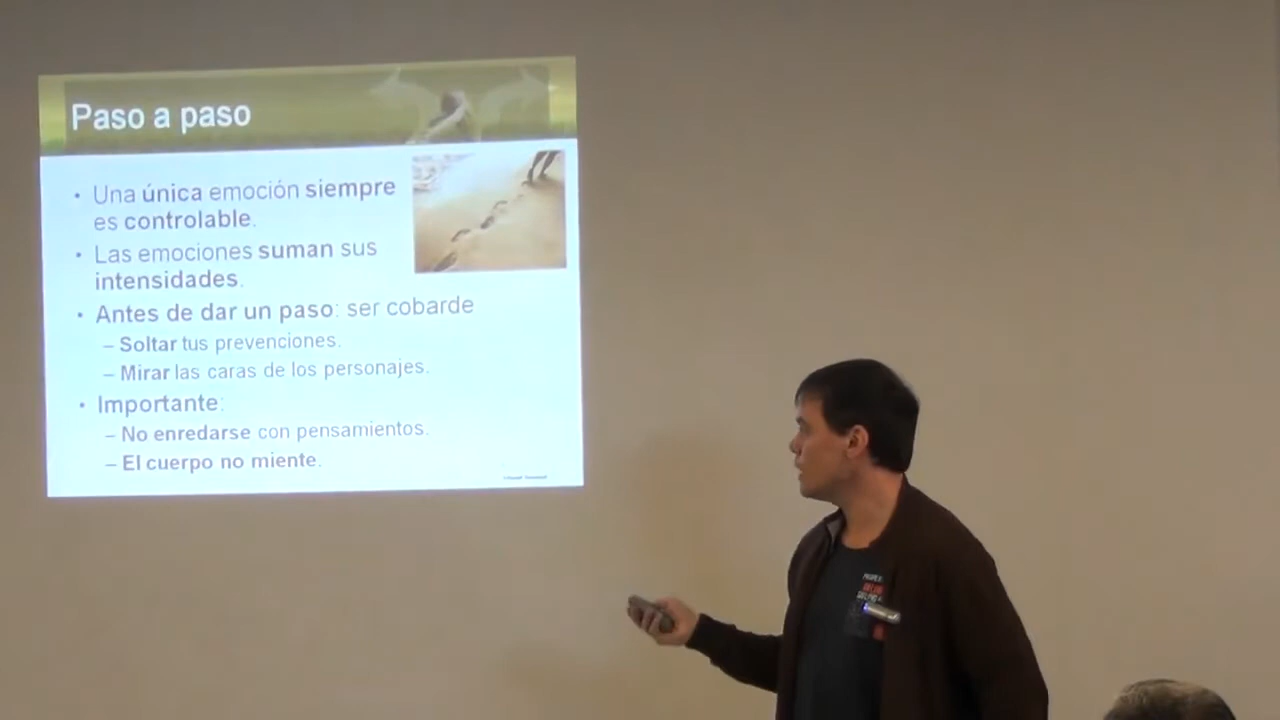 Paso a paso
• Una única emoción siempre
es controlable.
• Las emociones suman sus
intensidades.
• Antes de dar un paso: ser cobarde
– Soltar tus prevenciones.
– Mirar las caras de los personajes.
• Importante:
– No enredarse con pensamientos.
– El cuerpo no miente.